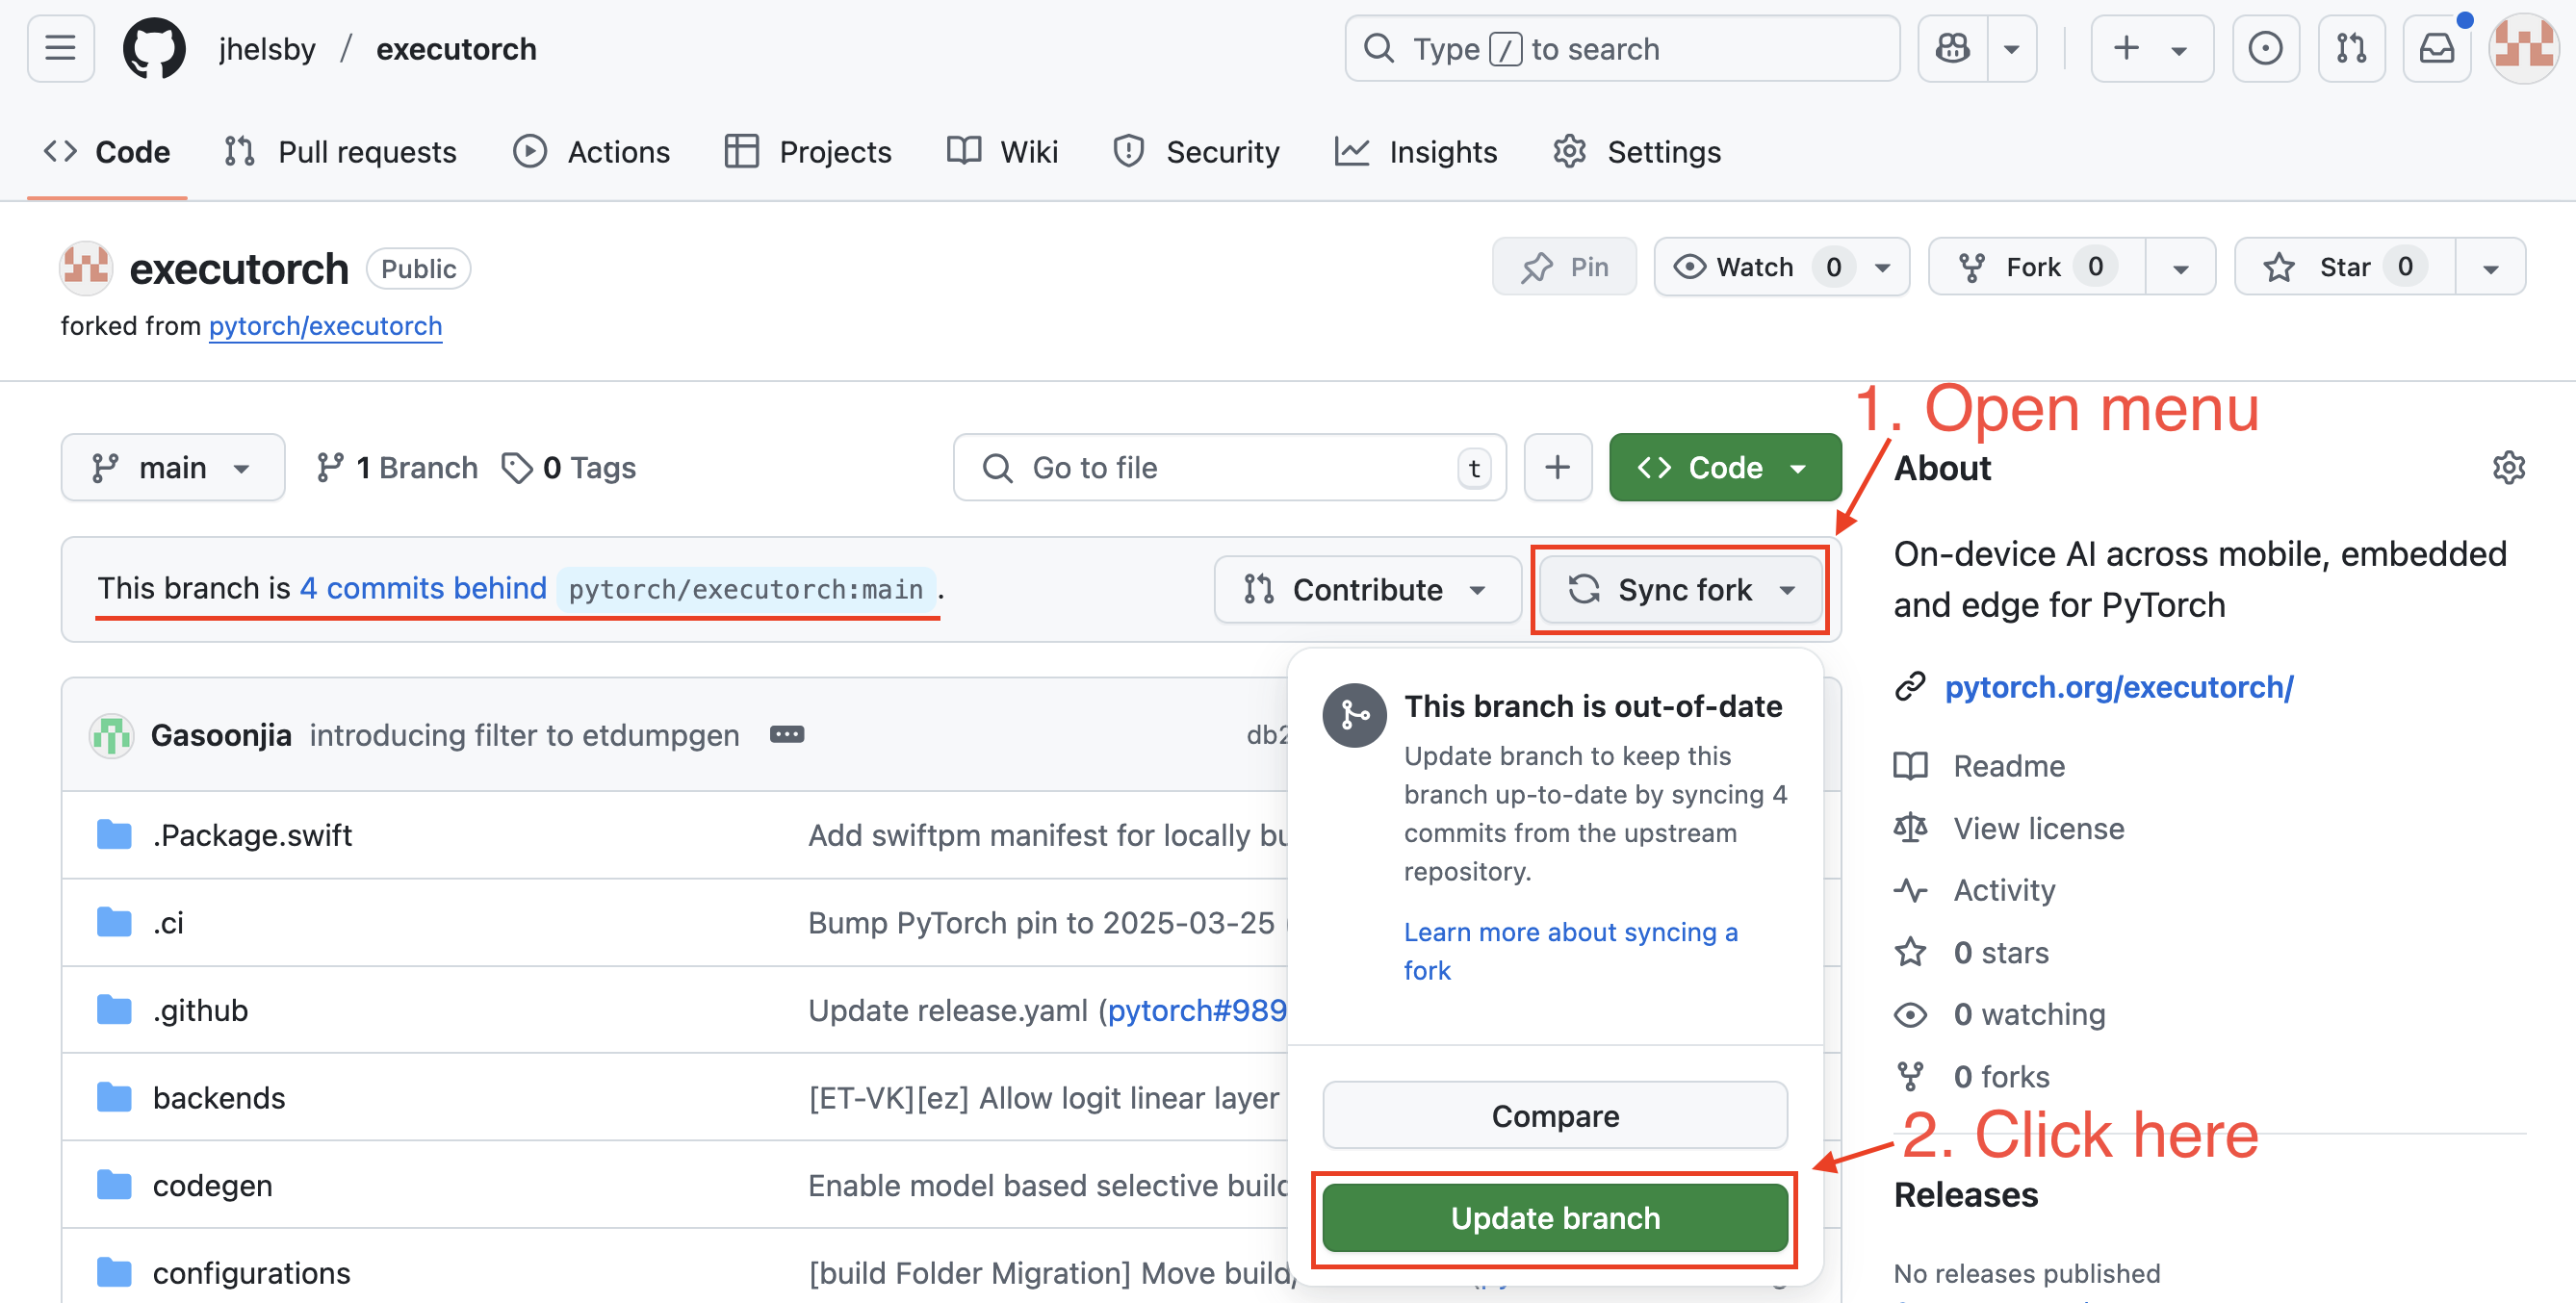 jhelsby / executorch
Type / to search
Code
Pull requests
Actions
Projects
Wiki
Security
Insights
Settings
executorch Public
forked from pytorch/executorch
Pin
Watch 0
Fork 0
Star 0
1. Open menu
main
1 Branch
0 Tags
Go to file t
Code
This branch is 4 commits behind pytorch/executorch:main .
Contribute
Sync fork
This branch is out-of-date
Update branch to keep this
branch up-to-date by syncing 4
commits from the upstream
repository.
Learn more about syncing a
fork
Compare
2. Click here
Update branch
Gasoonjia introducing filter to etdumpgen
.Package.swift
Add swiftpm manifest for locally
.ci
Bump PyTorch pin to 2025-03-25
.github
Update release.yaml (pytorch#989
backends
[ET-VK][ez] Allow logit linear layer
codegen
Enable model based selective
configurations
[build Folder Migration] Move build/
About
On-device AI across mobile, embedded
and edge for PyTorch
pytorch.org/executorch/
Readme
View license
Activity
0 stars
0 watching
0 forks
Releases
No releases published